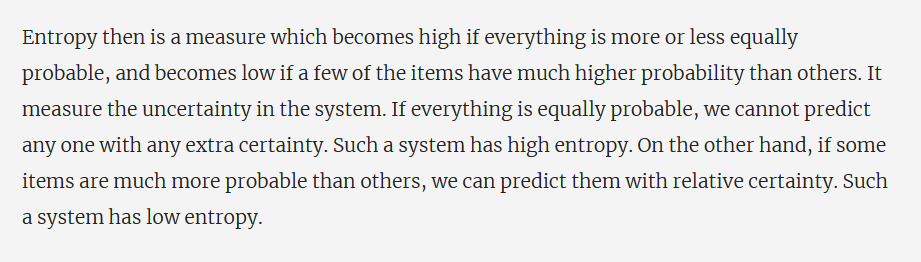 Entropy then is a measure which becomes high if everything is more or less equally
probable, and becomes low if a few of the items have much higher probability than others. It
measure the uncertainty in the system. If everything is equally probable, we cannot predict
any one with any extra certainty. Such a system has high entropy. On the other hand, if some
items are much more probable than others, we can predict them with relative certainty. Such
a system has low entropy.